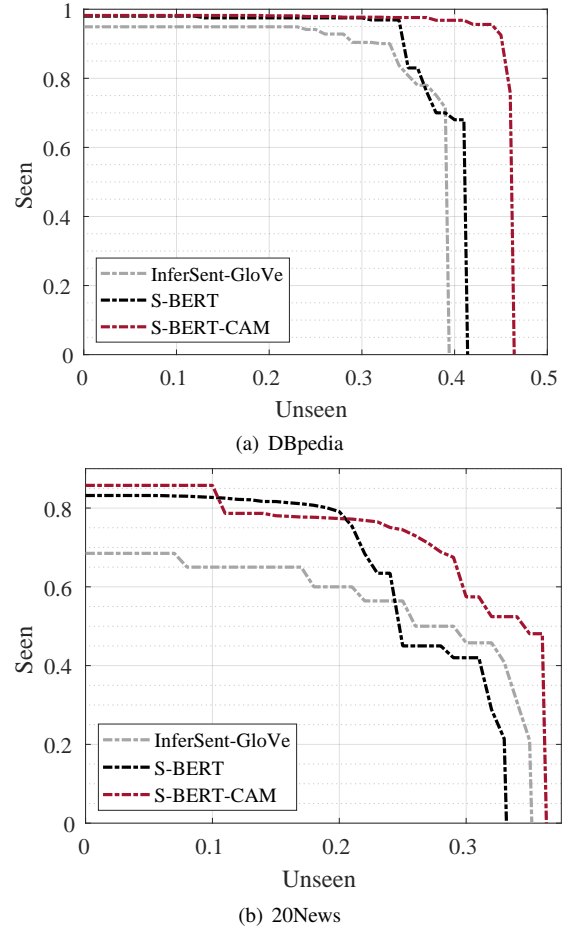 1
0.8
0.6
0.4
0.2
0
Seen
InferSent-GloVe
S-BERT
S-BERT-CAM
0 0.1 0.2 0.3 0.4 0.5
Unseen
(a) DBpedia
0.8
0.6
0.4
0.2
0
Seen
InferSent-GloVe
S-BERT
S-BERT-CAM
0 0.1 0.2 0.3
Unseen
(b) 20News